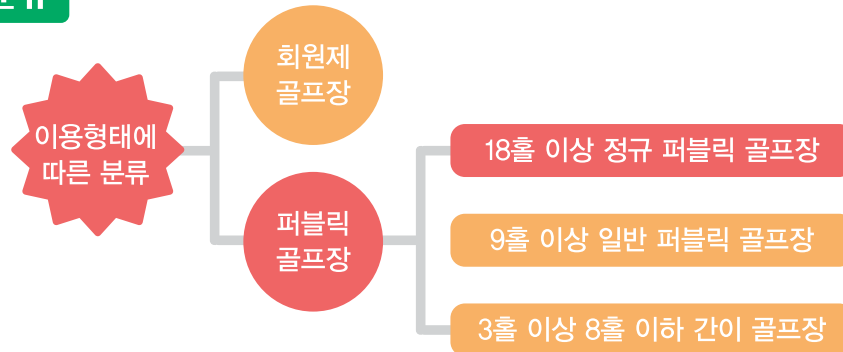 이용형태에
따른 분류
회원제
골프장
퍼블릭
골프장
18홀 이상 정규 퍼블릭 골프장
9홀 이상 일반 퍼블릭 골프장
3홀 이상 8홀 이하 간이 골프장